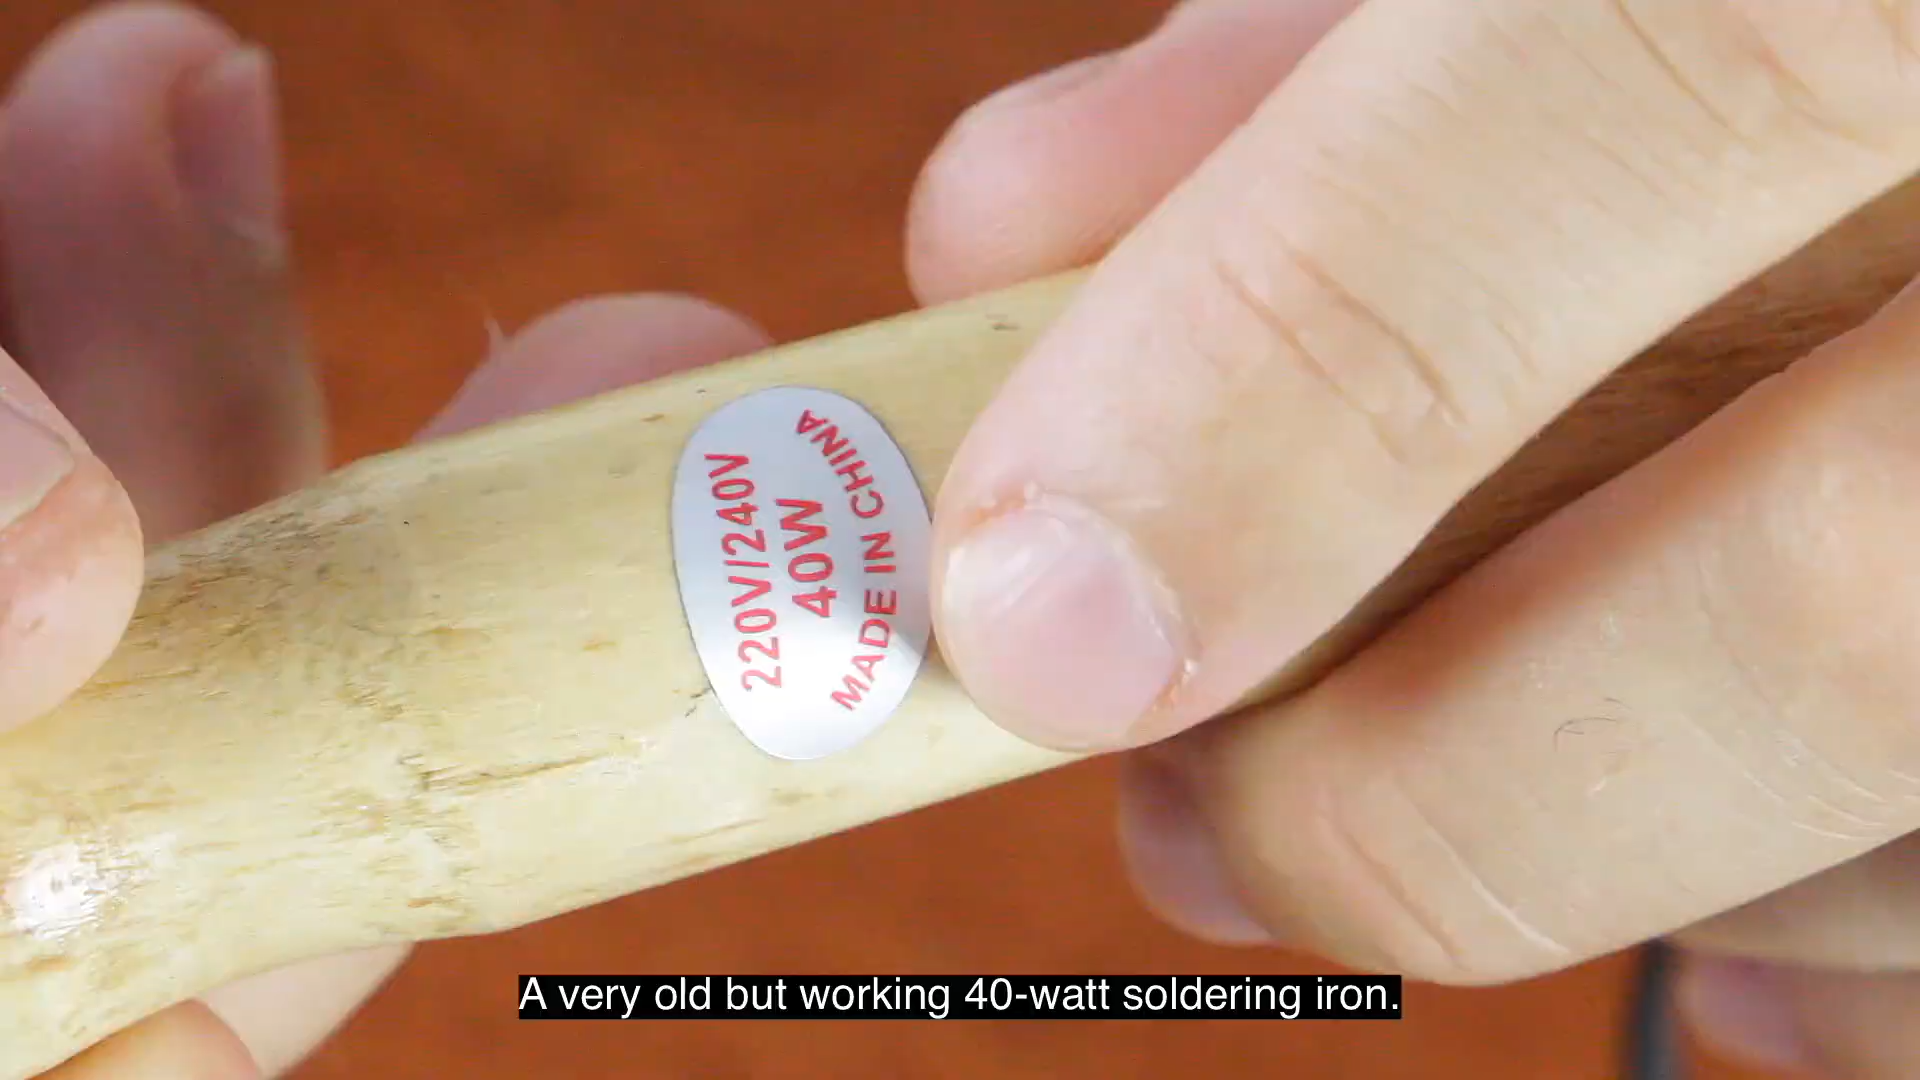 220V/240V
40W
MADE IN CHINA
A very old but working 40-watt soldering iron.